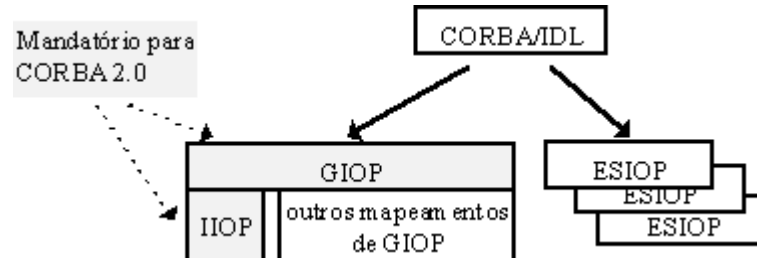 Mandatório para
CORBA 2.0
CORBA/IDL
GIOP
IIOP
outros mapeamentos
de GIOP
ESIOP
ESIOP
ESIOP